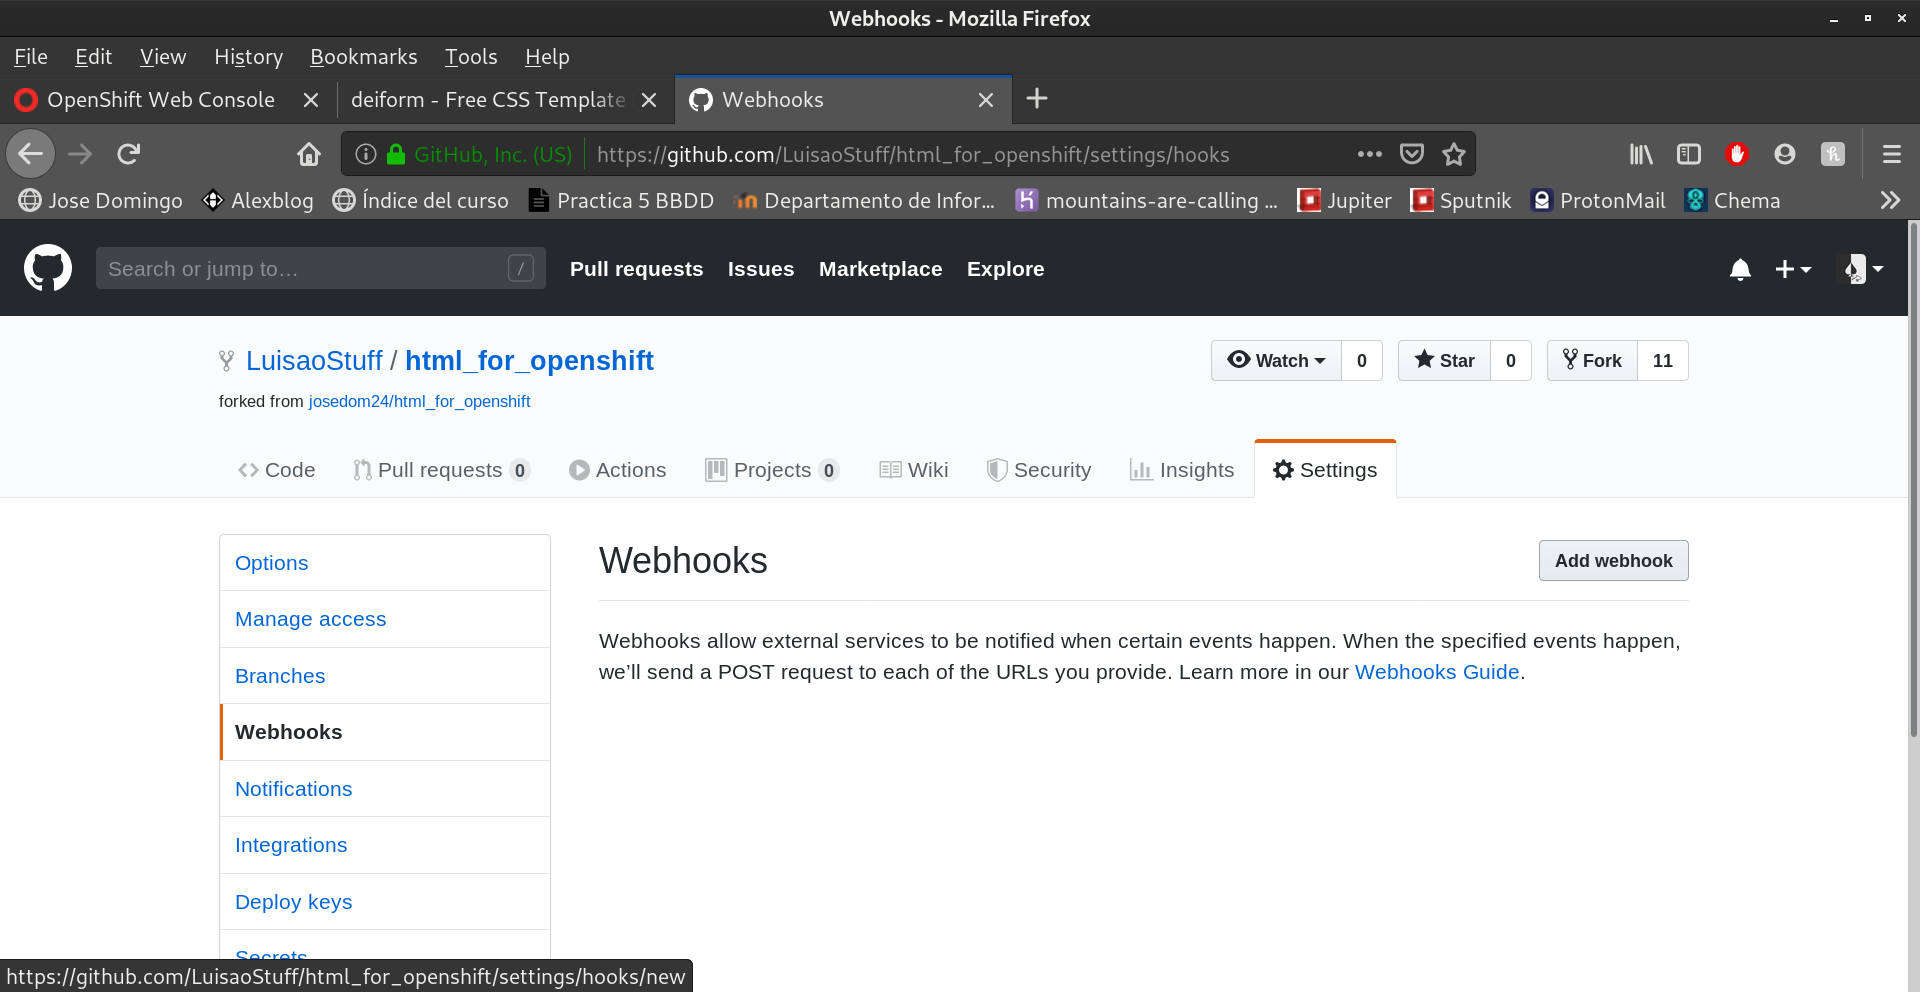 Webhooks - Mozilla Firefox
File Edit View History Bookmarks Tools Help
OpenShift Web Console deiform - Free CSS Template Webhooks
GitHub, Inc. (US) https://github.com/LuisaoStuff/html_for_openshift/settings/hooks
Jose Domingo Alexblog Índice del curso Practica 5 BBDD Departamento de Infor... mountains-are-calling ... Jupiter Sputnik ProtonMail Chema
Search or jump to… / Pull requests Issues Marketplace Explore
LuisaoStuff / html_for_openshift Watch 0 Star 0 Fork 11
forked from josedom24/html_for_openshift
Code Pull requests 0 Actions Projects 0 Wiki Security Insights Settings
Options
Manage access
Branches
Webhooks
Notifications
Integrations
Deploy keys
Secrets
Webhooks Add webhook
Webhooks allow external services to be notified when certain events happen. When the specified events happen,
we’ll send a POST request to each of the URLs you provide. Learn more in our Webhooks Guide.
https://github.com/LuisaoStuff/html_for_openshift/settings/hooks/new